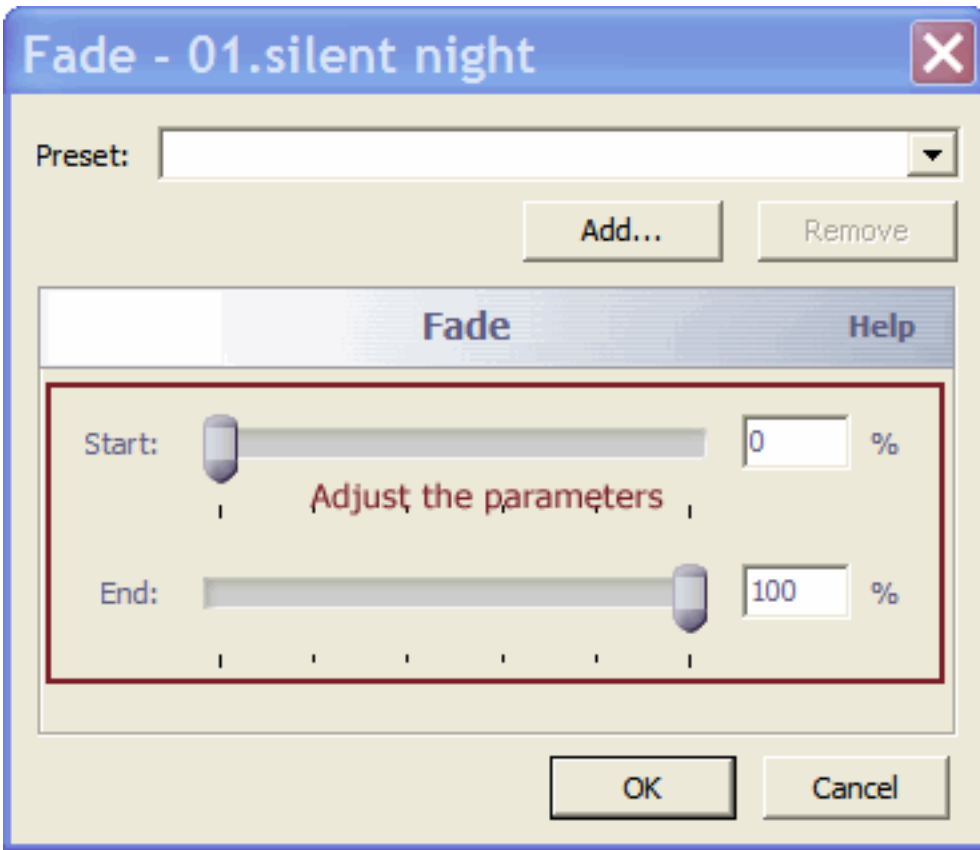 Fade - 01.silent night
Preset:
Add... Remove
Fade Help
Start: 0 %
Adjust the parameters
End: 100 %
OK Cancel